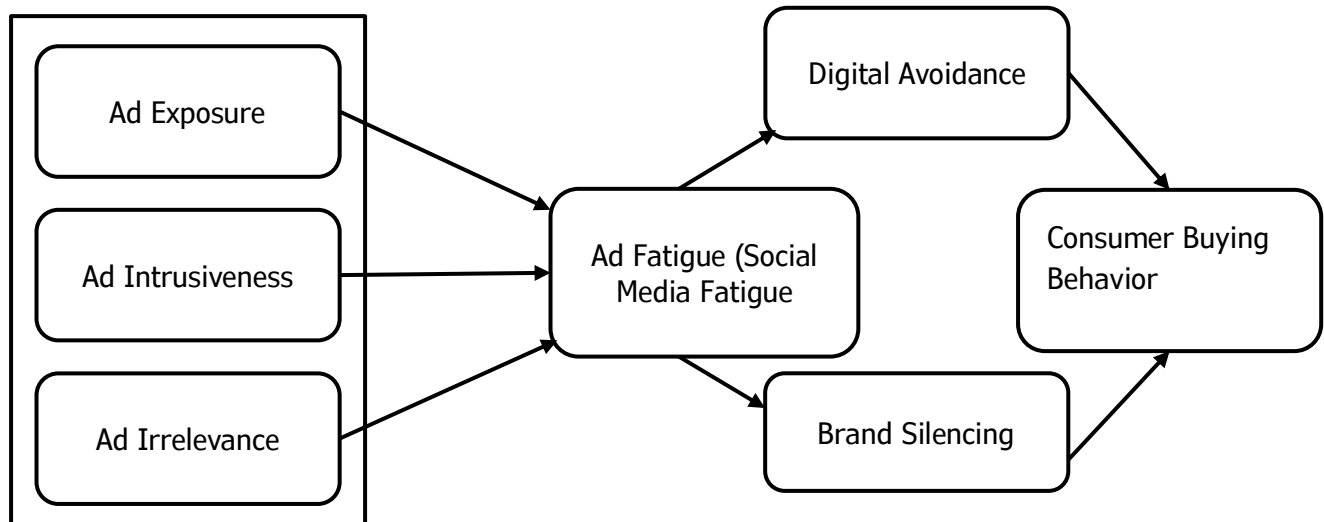 Ad Exposure
Ad Intrusiveness
Ad Irrelevance
Ad Fatigue (Social
Media Fatigue
Digital Avoidance
Brand Silencing
Consumer Buying
Behavior